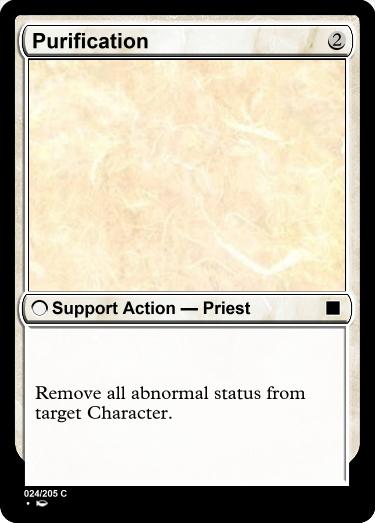 Purification 2
Support Action — Priest
Remove all abnormal status from
target Character.
024/205 C